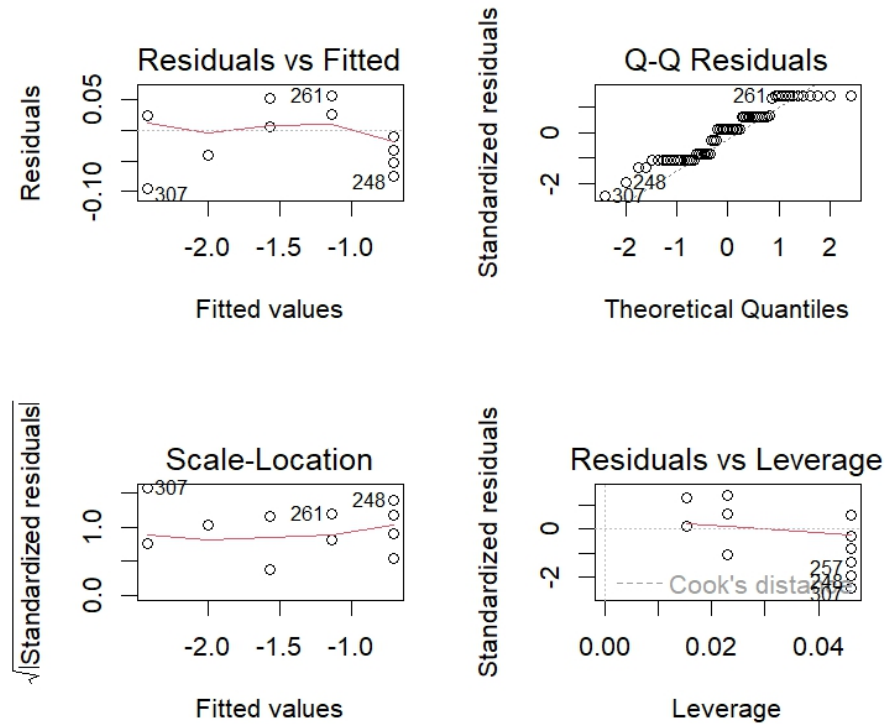 Residuals vs Fitted
Residuals
0.05
-0.10
261
248
307
-2.0 -1.5 -1.0
Fitted values
Q-Q Residuals
Standardized residuals
0
-2
261
248
307
-2 -1 0 1 2
Theoretical Quantiles
Scale-Location
√|Standardized residuals|
1.0
0.0
307
261
248
-2.0 -1.5 -1.0
Fitted values
Residuals vs Leverage
Standardized residuals
0
-2
257
248
307
Cook's distance
0.00 0.02 0.04
Leverage